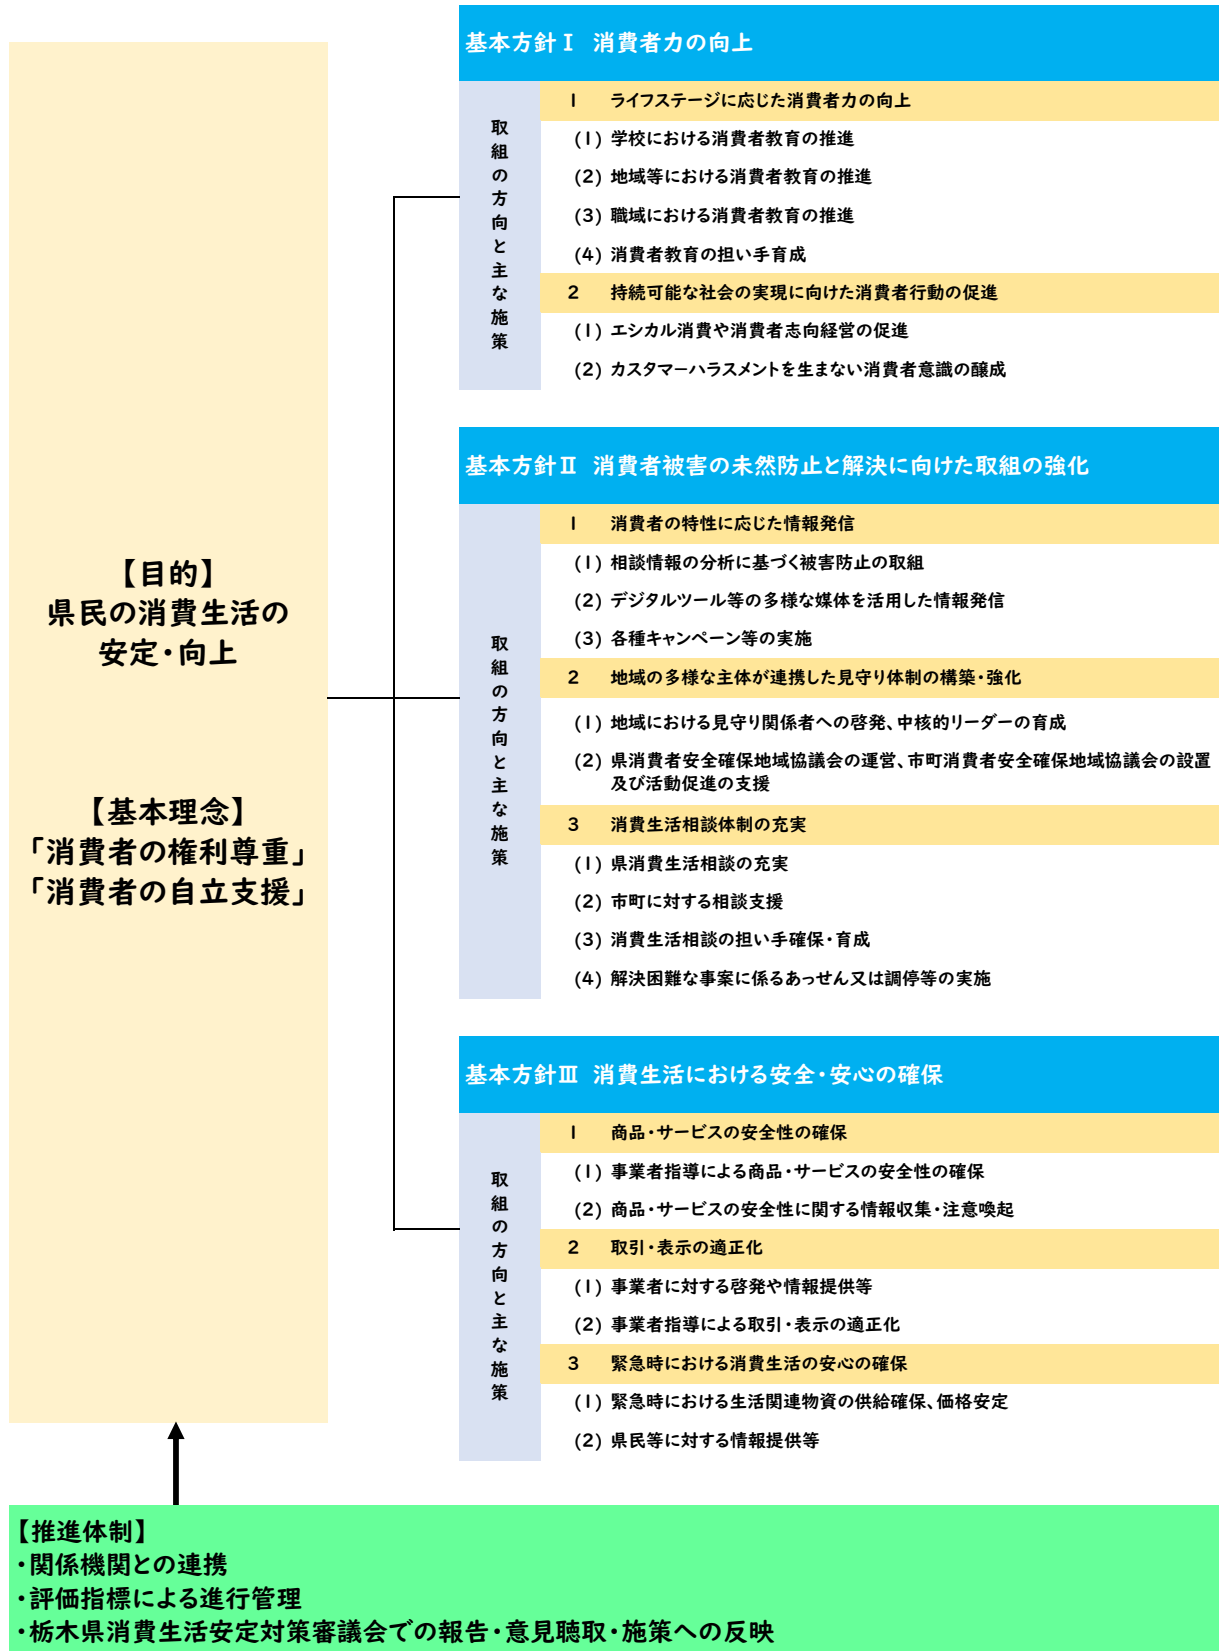 【目的】
県民の消費生活の
安定・向上
【基本理念】
「消費者の権利尊重」
「消費者の自立支援」
基本方針Ⅰ 消費者力の向上
取組の方向と主な施策
1 ライフステージに応じた消費者力の向上
(1) 学校における消費者教育の推進
(2) 地域等における消費者教育の推進
(3) 職域における消費者教育の推進
(4) 消費者教育の担い手育成
2 持続可能な社会の実現に向けた消費者行動の促進
(1) エシカル消費や消費者志向経営の促進
(2) カスタマーハラスメントを生まない消費者意識の醸成
基本方針Ⅱ 消費者被害の未然防止と解決に向けた取組の強化
取組の方向と主な施策
1 消費者の特性に応じた情報発信
(1) 相談情報の分析に基づく被害防止の取組
(2) デジタルツール等の多様な媒体を活用した情報発信
(3) 各種キャンペーン等の実施
2 地域の多様な主体が連携した見守り体制の構築・強化
(1) 地域における見守り関係者への啓発、中核的リーダーの育成
(2) 県消費者安全確保地域協議会の運営、市町消費者安全確保地域協議会の設置
及び活動促進の支援
3 消費生活相談体制の充実
(1) 県消費生活相談の充実
(2) 市町に対する相談支援
(3) 消費生活相談の担い手確保・育成
(4) 解決困難な事案に係るあっせん又は調停等の実施
基本方針Ⅲ 消費生活における安全・安心の確保
取組の方向と主な施策
1 商品・サービスの安全性の確保
(1) 事業者指導による商品・サービスの安全性の確保
(2) 商品・サービスの安全性に関する情報収集・注意喚起
2 取引・表示の適正化
(1) 事業者に対する啓発や情報提供等
(2) 事業者指導による取引・表示の適正化
3 緊急時における消費生活の安心の確保
(1) 緊急時における生活関連物資の供給確保、価格安定
(2) 県民等に対する情報提供等
【推進体制】
・関係機関との連携
・評価指標による進行管理
・栃木県消費生活安定対策審議会での報告・意見聴取・施策への反映